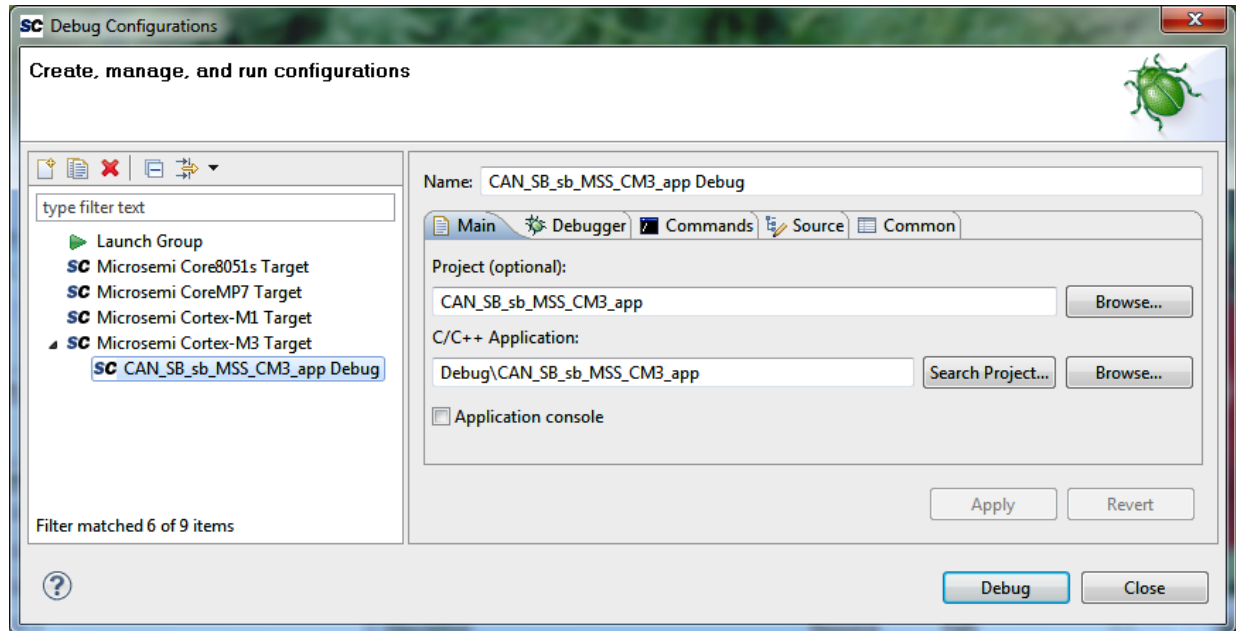 SC Debug Configurations
Create, manage, and run configurations
type filter text
Launch Group
SC Microsemi Core8051s Target
SC Microsemi CoreMP7 Target
SC Microsemi Cortex-M1 Target
SC Microsemi Cortex-M3 Target
SC CAN_SB_sb_MSS_CM3_app Debug
Filter matched 6 of 9 items
Name: CAN_SB_sb_MSS_CM3_app Debug
Main Debugger Commands Source Common
Project (optional):
CAN_SB_sb_MSS_CM3_app Browse...
C/C++ Application:
Debug\CAN_SB_sb_MSS_CM3_app Search Project... Browse...
Application console
Apply Revert
? Debug Close